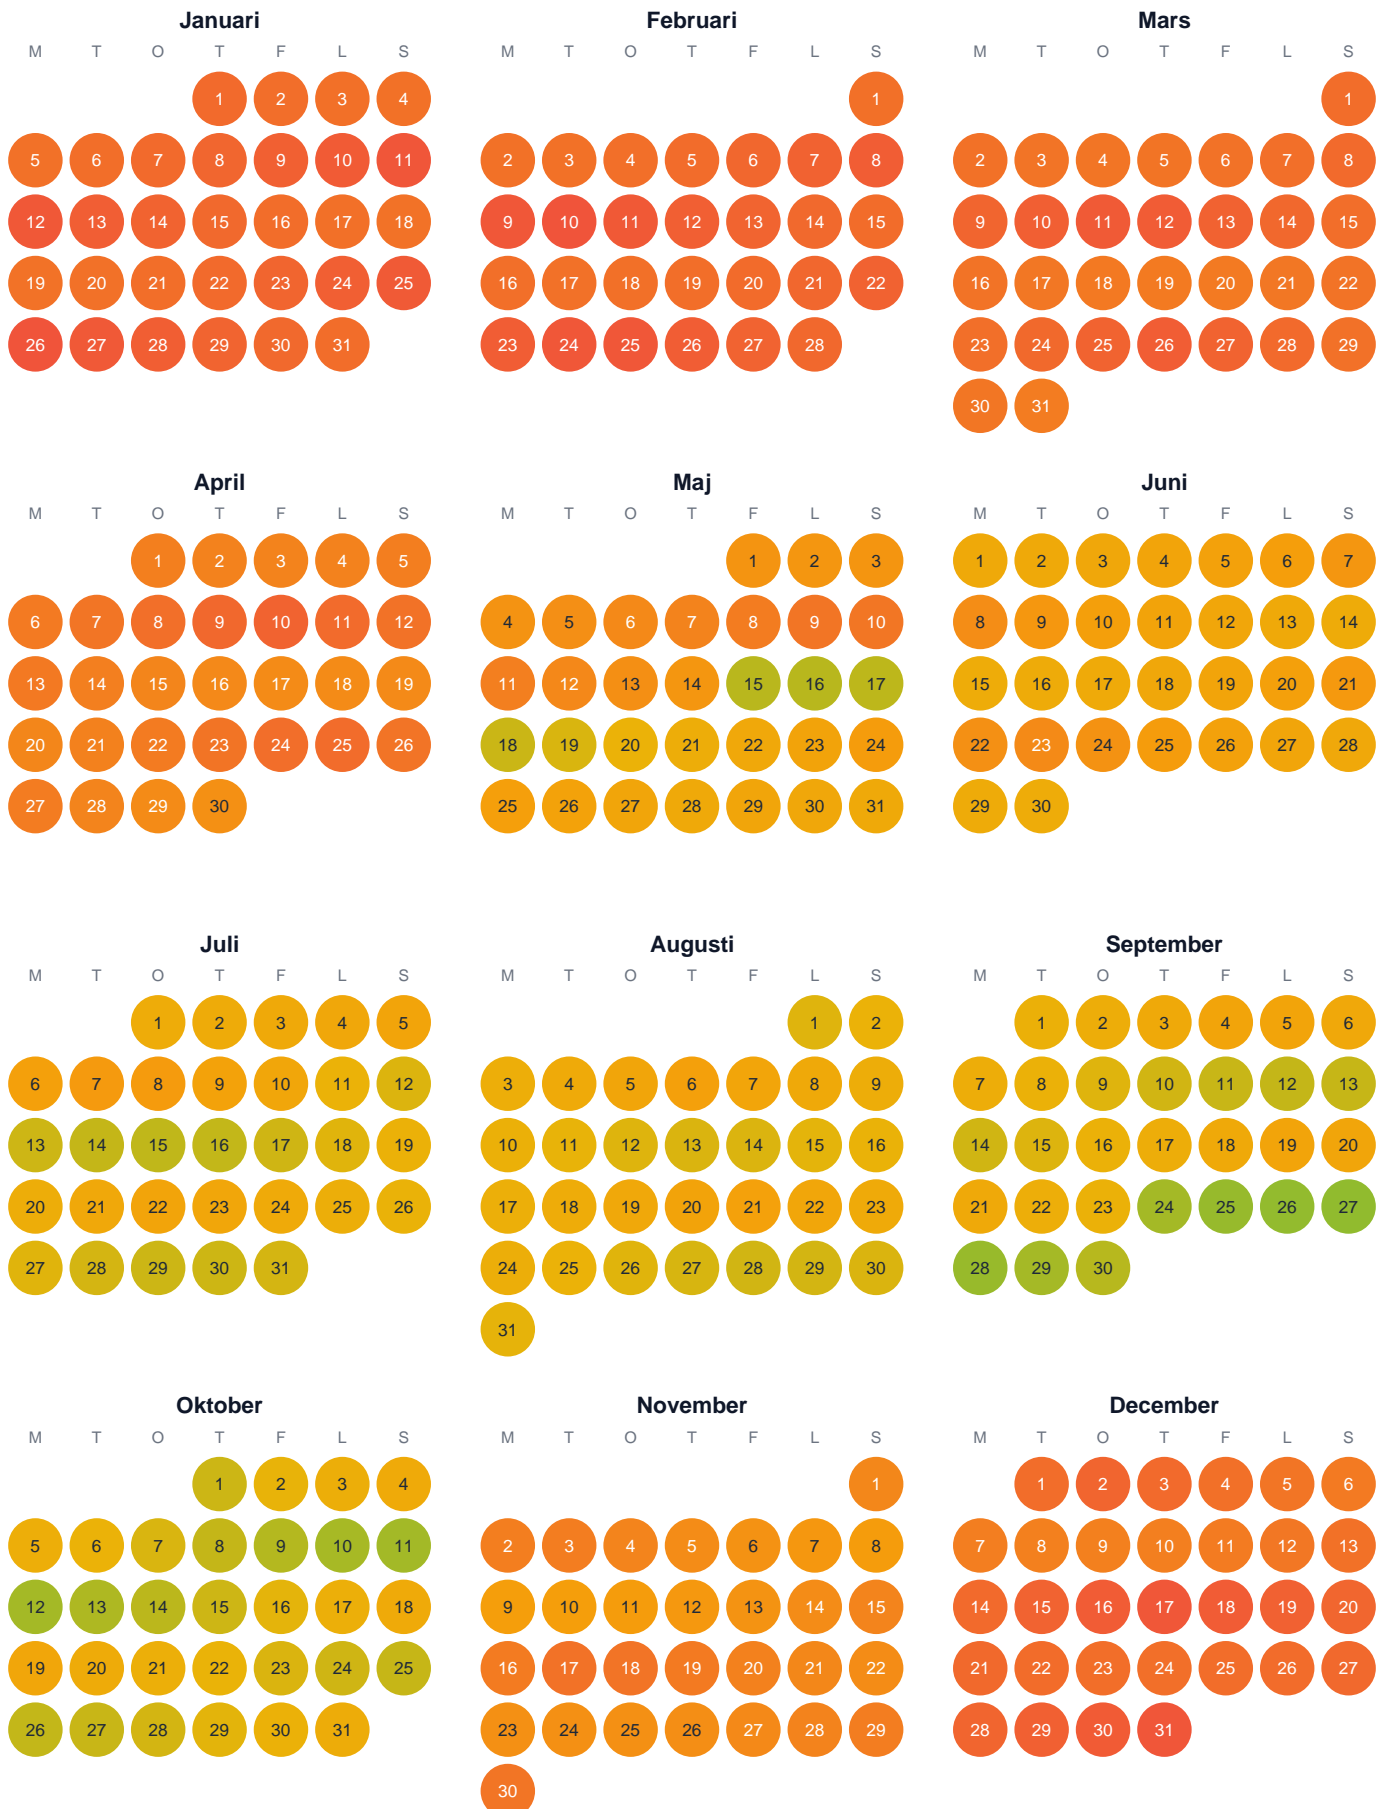 Januari Februari Mars
M T O T F L S M T O T F L S M T O T F L S
1 2 3 4 1 1
5 6 7 8 9 10 11 2 3 4 5 6 7 8 2 3 4 5 6 7 8
12 13 14 15 16 17 18 9 10 11 12 13 14 15 9 10 11 12 13 14 15
19 20 21 22 23 24 25 16 17 18 19 20 21 22 16 17 18 19 20 21 22
26 27 28 29 30 31 23 24 25 26 27 28 23 24 25 26 27 28 29
30 31
April Maj Juni
M T O T F L S M T O T F L S M T O T F L S
1 2 3 4 5 1 2 3 1 2 3 4 5 6 7
6 7 8 9 10 11 12 4 5 6 7 8 9 10 8 9 10 11 12 13 14
13 14 15 16 17 18 19 11 12 13 14 15 16 17 15 16 17 18 19 20 21
20 21 22 23 24 25 26 18 19 20 21 22 23 24 22 23 24 25 26 27 28
27 28 29 30 25 26 27 28 29 30 31 29 30
Juli Augusti September
M T O T F L S M T O T F L S M T O T F L S
1 2 3 4 5 1 2 1 2 3 4 5 6
6 7 8 9 10 11 12 3 4 5 6 7 8 9 7 8 9 10 11 12 13
13 14 15 16 17 18 19 10 11 12 13 14 15 16 14 15 16 17 18 19 20
20 21 22 23 24 25 26 17 18 19 20 21 22 23 21 22 23 24 25 26 27
27 28 29 30 31 24 25 26 27 28 29 30 28 29 30
31
Oktober November December
M T O T F L S M T O T F L S M T O T F L S
1 2 3 4 1 1 2 3 4 5 6
5 6 7 8 9 10 11 2 3 4 5 6 7 8 7 8 9 10 11 12 13
12 13 14 15 16 17 18 9 10 11 12 13 14 15 14 15 16 17 18 19 20
19 20 21 22 23 24 25 16 17 18 19 20 21 22 21 22 23 24 25 26 27
26 27 28 29 30 31 23 24 25 26 27 28 29 28 29 30 31
30